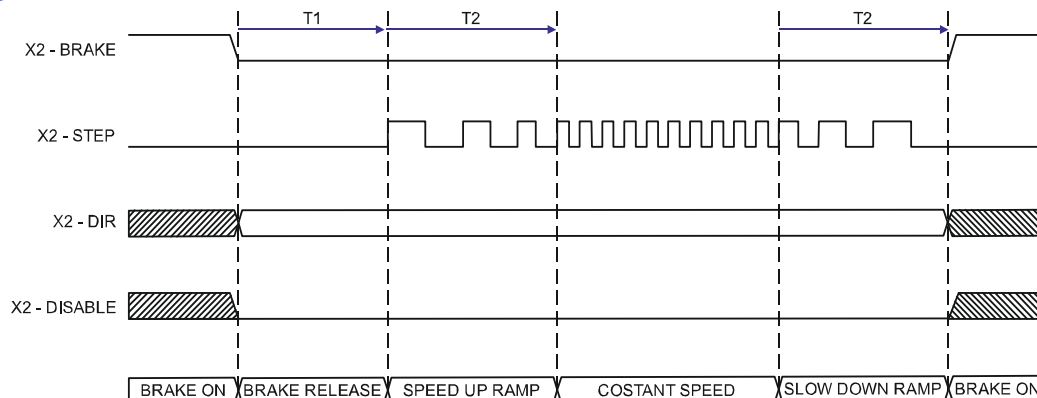 T1 T2 T2
X2 - BRAKE
X2 - STEP
X2 - DIR
X2 - DISABLE
BRAKE ON BRAKE RELEASE SPEED UP RAMP COSTANT SPEED SLOW DOWN RAMP BRAKE ON